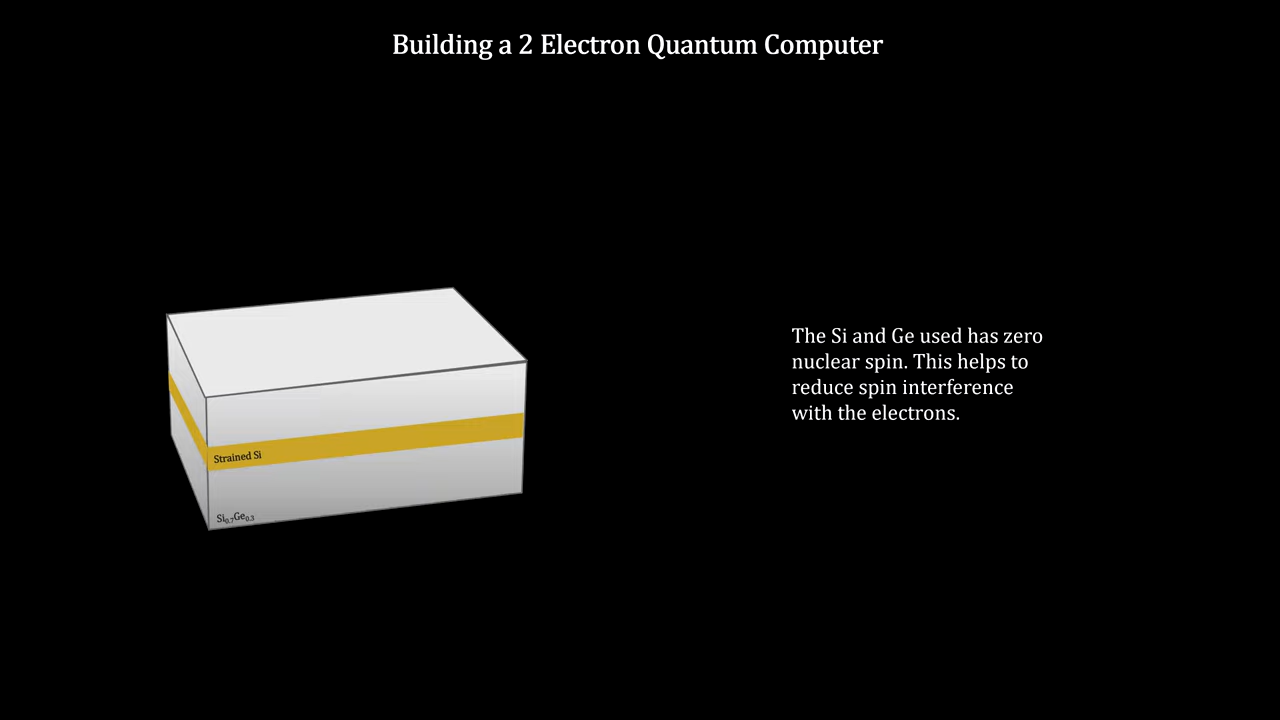 Building a 2 Electron Quantum Computer
The Si and Ge used has zero
nuclear spin. This helps to
reduce spin interference
with the electrons.
Strained Si
Si₀.₇Ge₀.₃